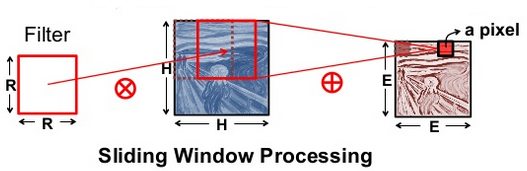 Filter
R
R
H
H
a pixel
E
E
Sliding Window Processing